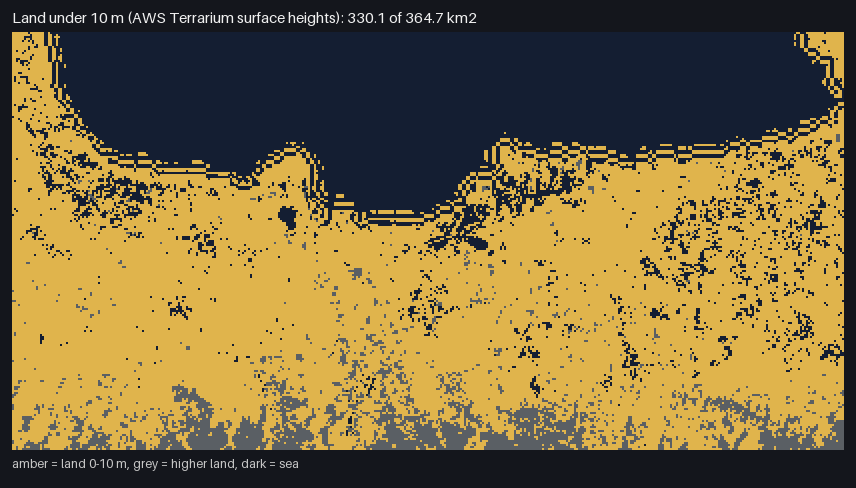 Land under 10 m (AWS Terrarium surface heights): 330.1 of 364.7 km2
amber = land 0-10 m, grey = higher land, dark = sea